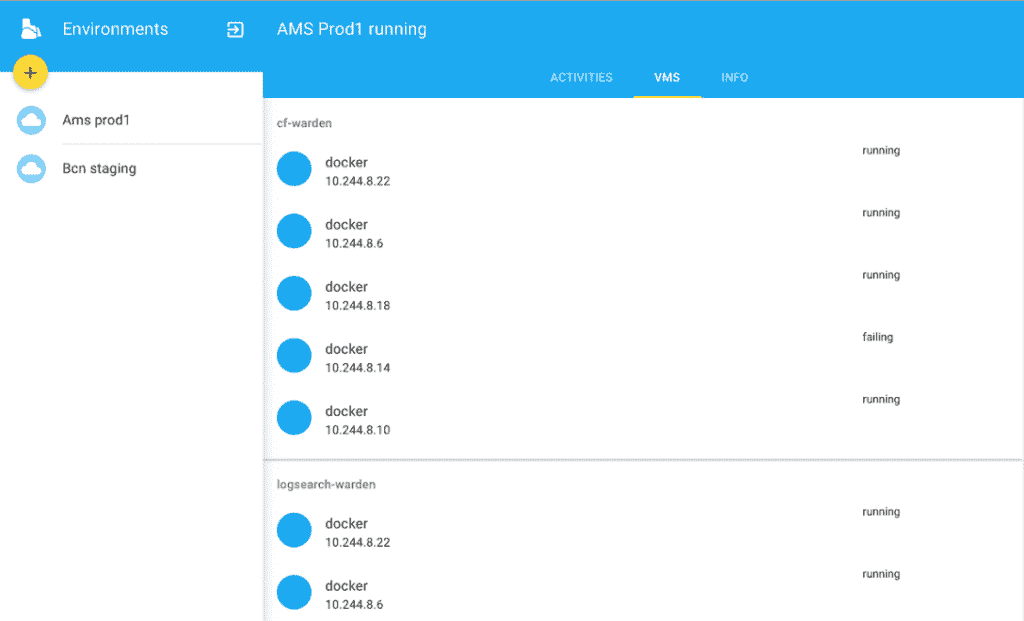 Environments
AMS Prod1 running
ACTIVITIES
VMS
INFO
+
Ams prod1
Bcn staging
cf-warden
docker
running
10.244.8.22
docker
running
10.244.8.6
docker
running
10.244.8.18
docker
failing
10.244.8.14
docker
running
10.244.8.10
logsearch-warden
docker
running
10.244.8.22
docker
running
10.244.8.6